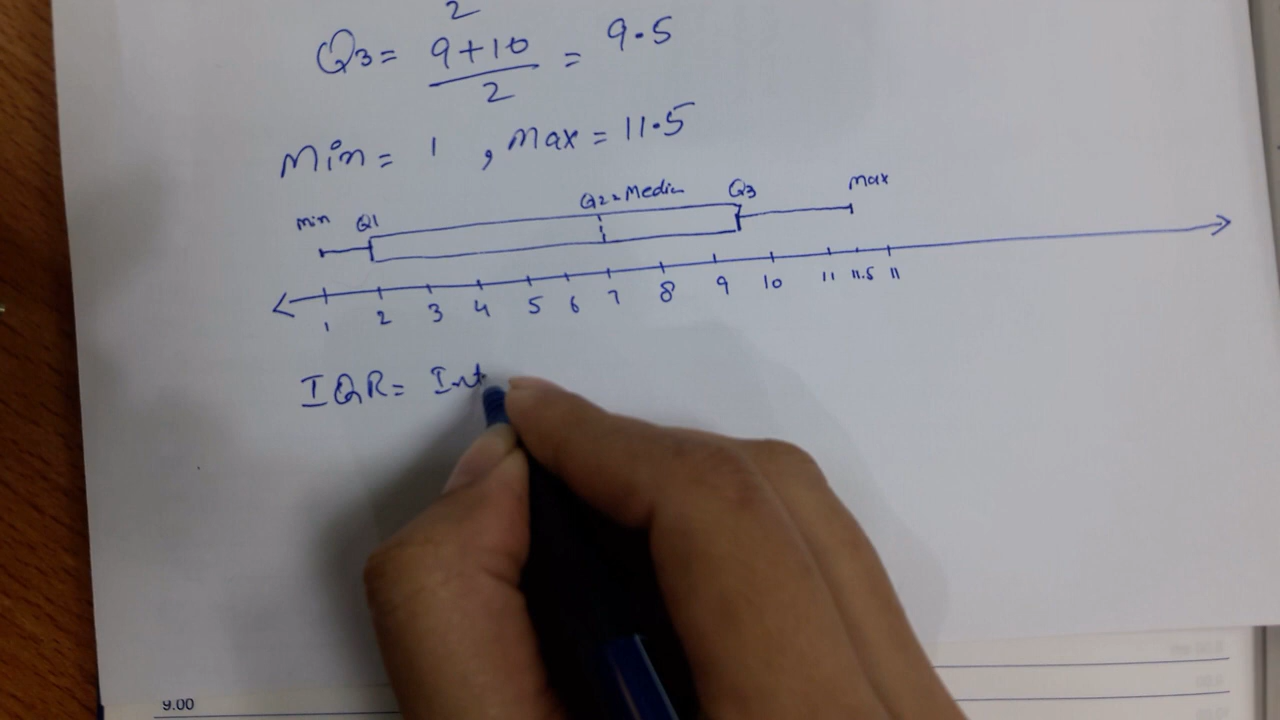 2
Q3 = 9+10 / 2 = 9.5
Min = 1 , Max = 11.5
min Q1 Q2 = Median Q3 max
1 2 3 4 5 6 7 8 9 10 11 11.5 11
IQR = Int
9.00